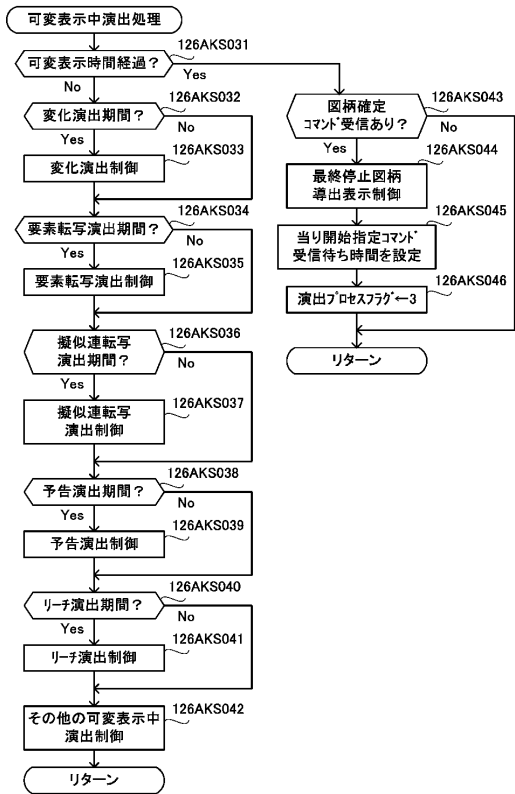 可変表示中演出処理
126AKS031
可変表示時間経過？
Yes
No
126AKS032
変化演出期間？
No
Yes
126AKS033
変化演出制御
126AKS034
要素転写演出期間？
No
Yes
126AKS035
要素転写演出制御
126AKS036
擬似連転写
演出期間？
No
Yes
126AKS037
擬似連転写
演出制御
126AKS038
予告演出期間？
No
Yes
126AKS039
予告演出制御
126AKS040
ﾘｰﾁ演出期間？
No
Yes
126AKS041
ﾘｰﾁ演出制御
126AKS042
その他の可変表示中
演出制御
リターン
126AKS043
図柄確定
ｺﾏﾝﾄﾞ受信あり？
No
Yes
126AKS044
最終停止図柄
導出表示制御
126AKS045
当り開始指定ｺﾏﾝﾄﾞ
受信待ち時間を設定
126AKS046
演出ﾌﾟﾛｾｽﾌﾗｸﾞ←3
リターン